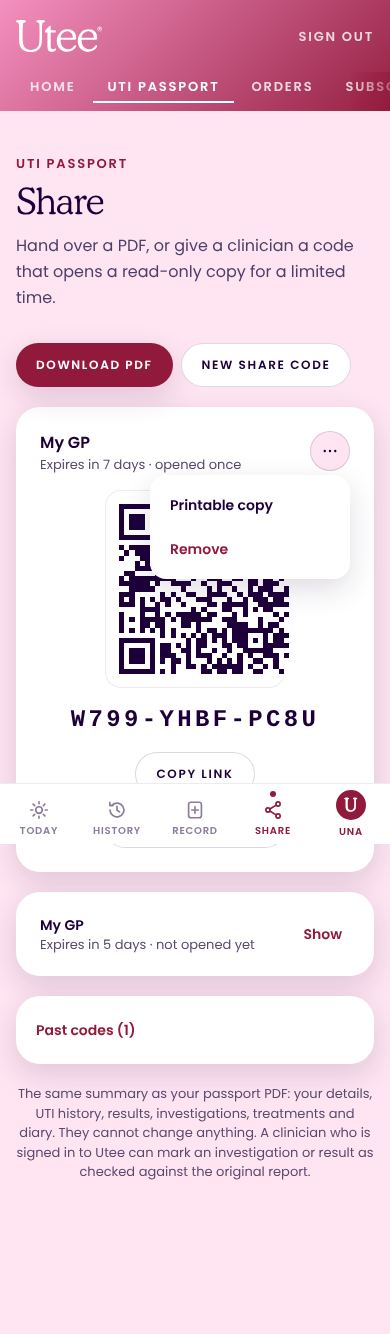 Utee®
SIGN OUT
HOME
UTI PASSPORT
ORDERS
UTI PASSPORT
Share
Hand over a PDF, or give a clinician a code
that opens a read-only copy for a limited
time.
DOWNLOAD PDF
NEW SHARE CODE
My GP
Expires in 7 days · opened once
...
Printable copy
Remove
W799-YHBF-PC8U
COPY LINK
TODAY
HISTORY
RECORD
SHARE
U
UNA
My GP
Expires in 5 days · not opened yet
Show
Past codes (1)
The same summary as your passport PDF: your details,
UTI history, results, investigations, treatments and
diary. They cannot change anything. A clinician who is
signed in to Utee can mark an investigation or result as
checked against the original report.